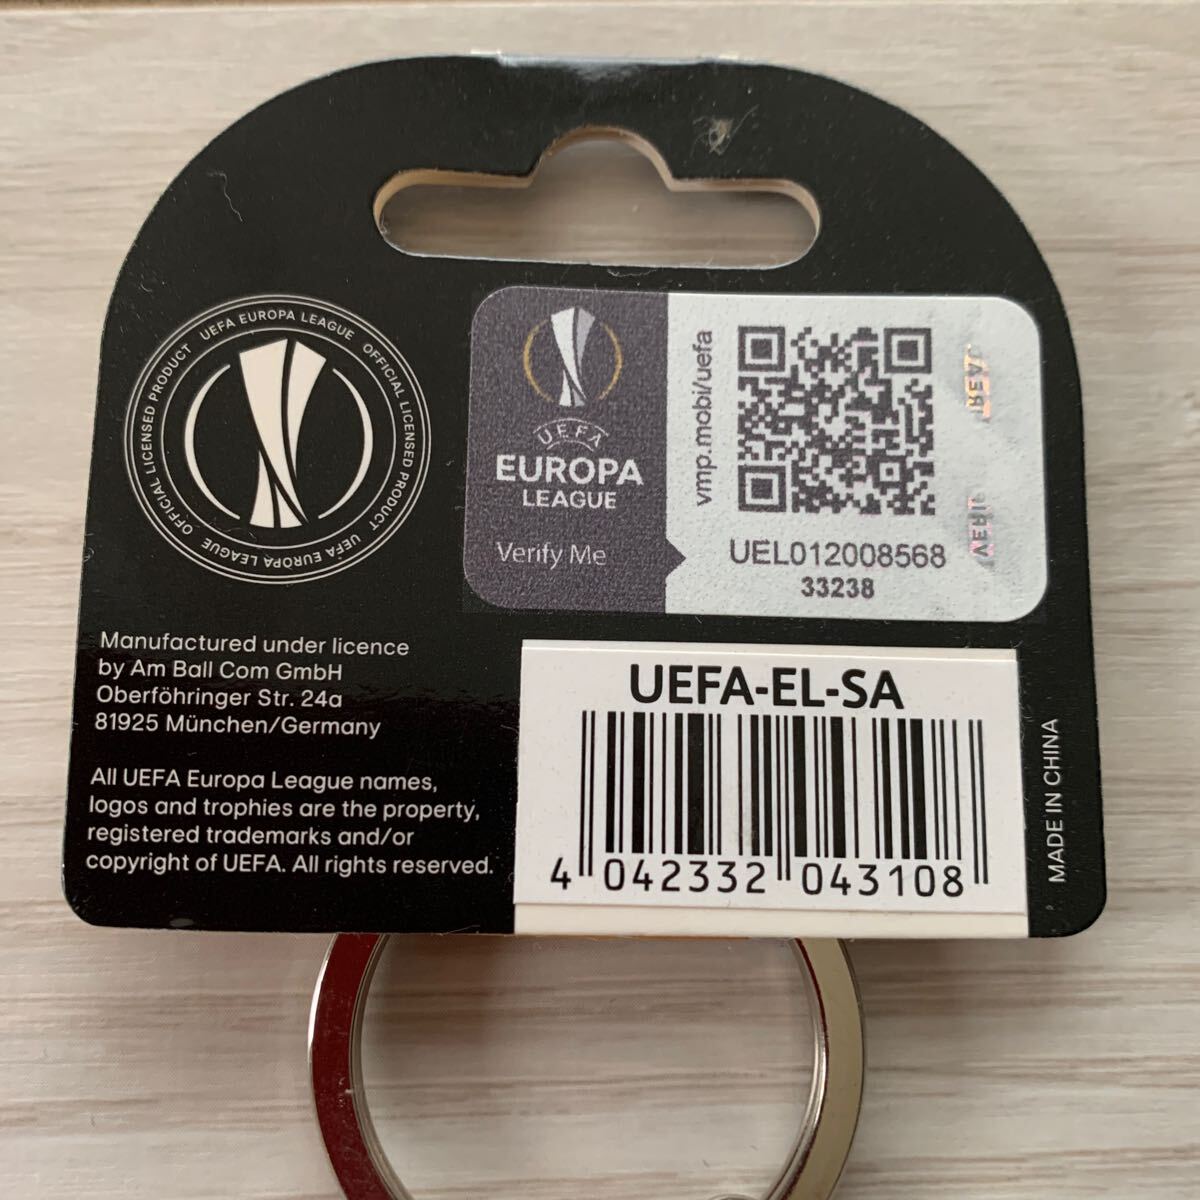 UEFA EUROPA LEAGUE OFFICIAL LICENSED PRODUCT UEFA EUROPA LEAGUE OFFICIAL LICENSED PRODUCT
UEFA
EUROPA
LEAGUE
Verify Me
vmp.mobi/uefa
UEL012008568
33238
Manufactured under licence
by Am Ball Com GmbH
Oberföhringer Str. 24a
81925 München/Germany
All UEFA Europa League names,
logos and trophies are the property,
registered trademarks and/or
copyright of UEFA. All rights reserved.
UEFA-EL-SA
4 042332 043108
MADE IN CHINA